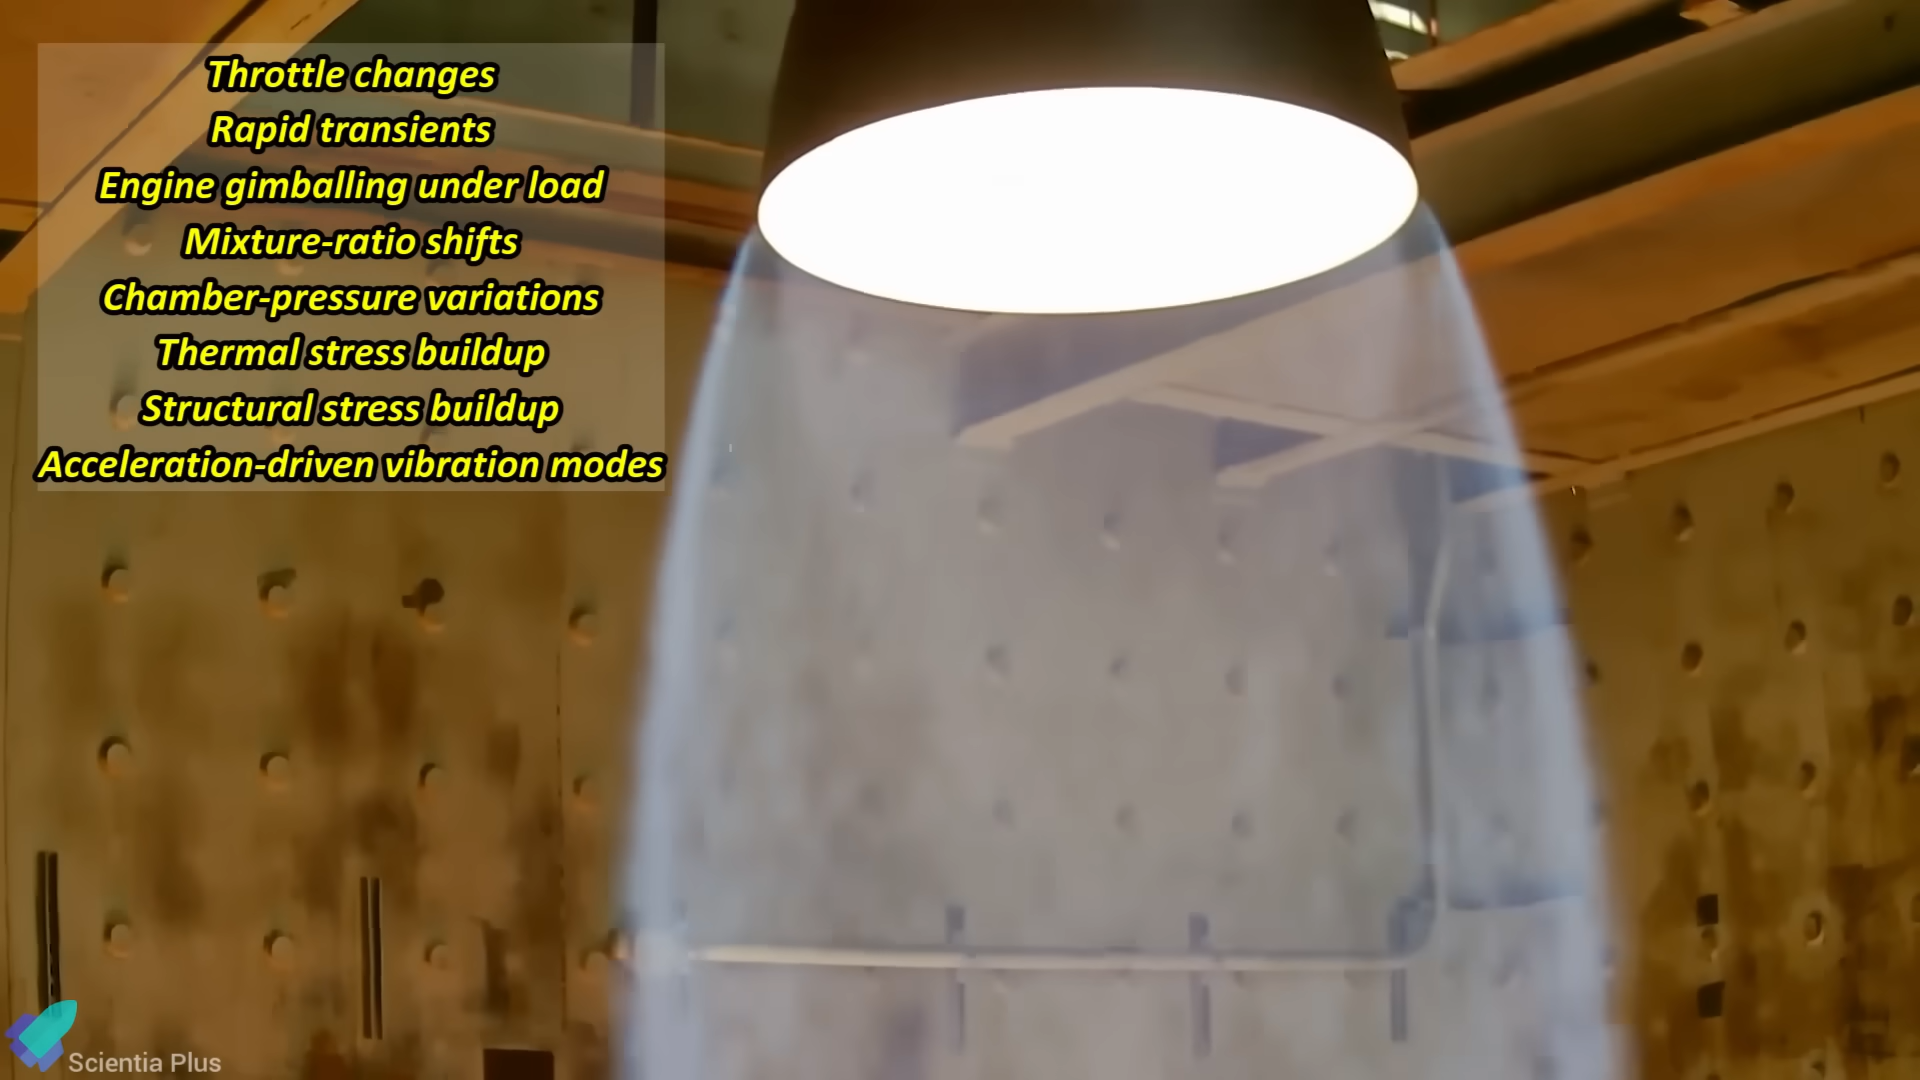 Throttle changes
Rapid transients
Engine gimballing under load
Mixture-ratio shifts
Chamber-pressure variations
Thermal stress buildup
Structural stress buildup
Acceleration-driven vibration modes
Scientia Plus